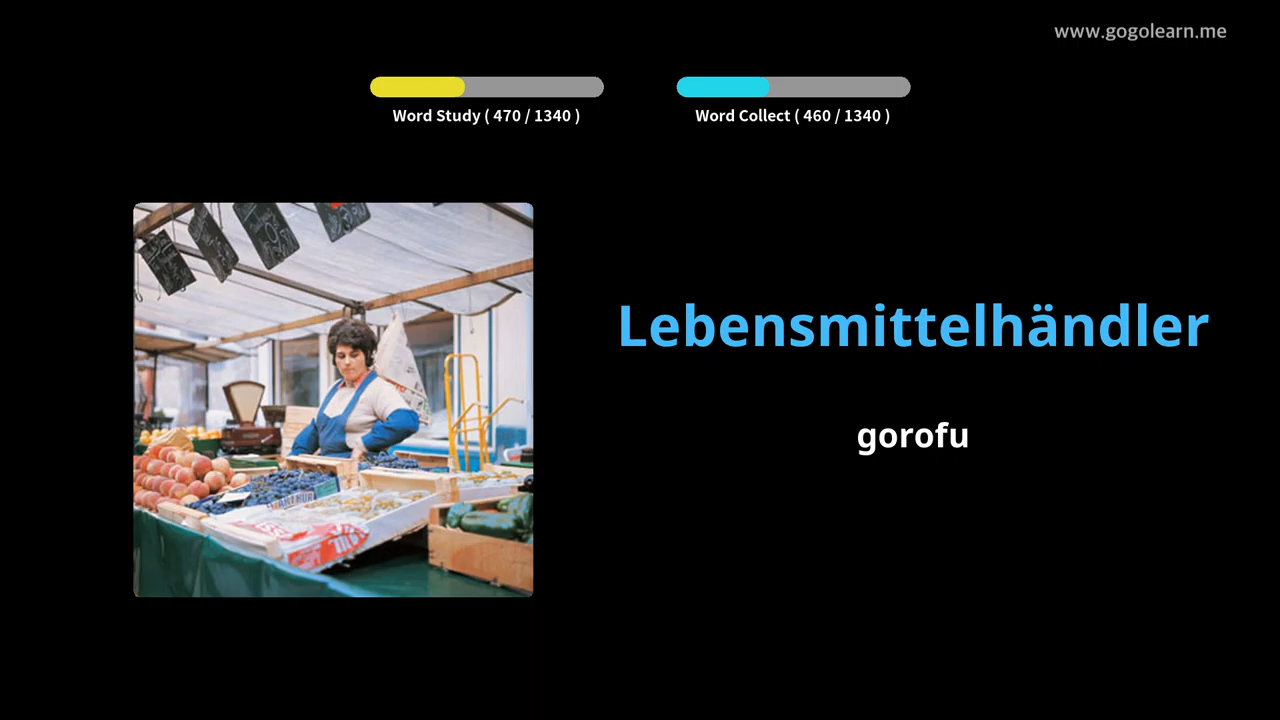 www.gogolearn.me
Word Study ( 470 / 1340 )
Word Collect ( 460 / 1340 )
Lebensmittelhändler
gorofu